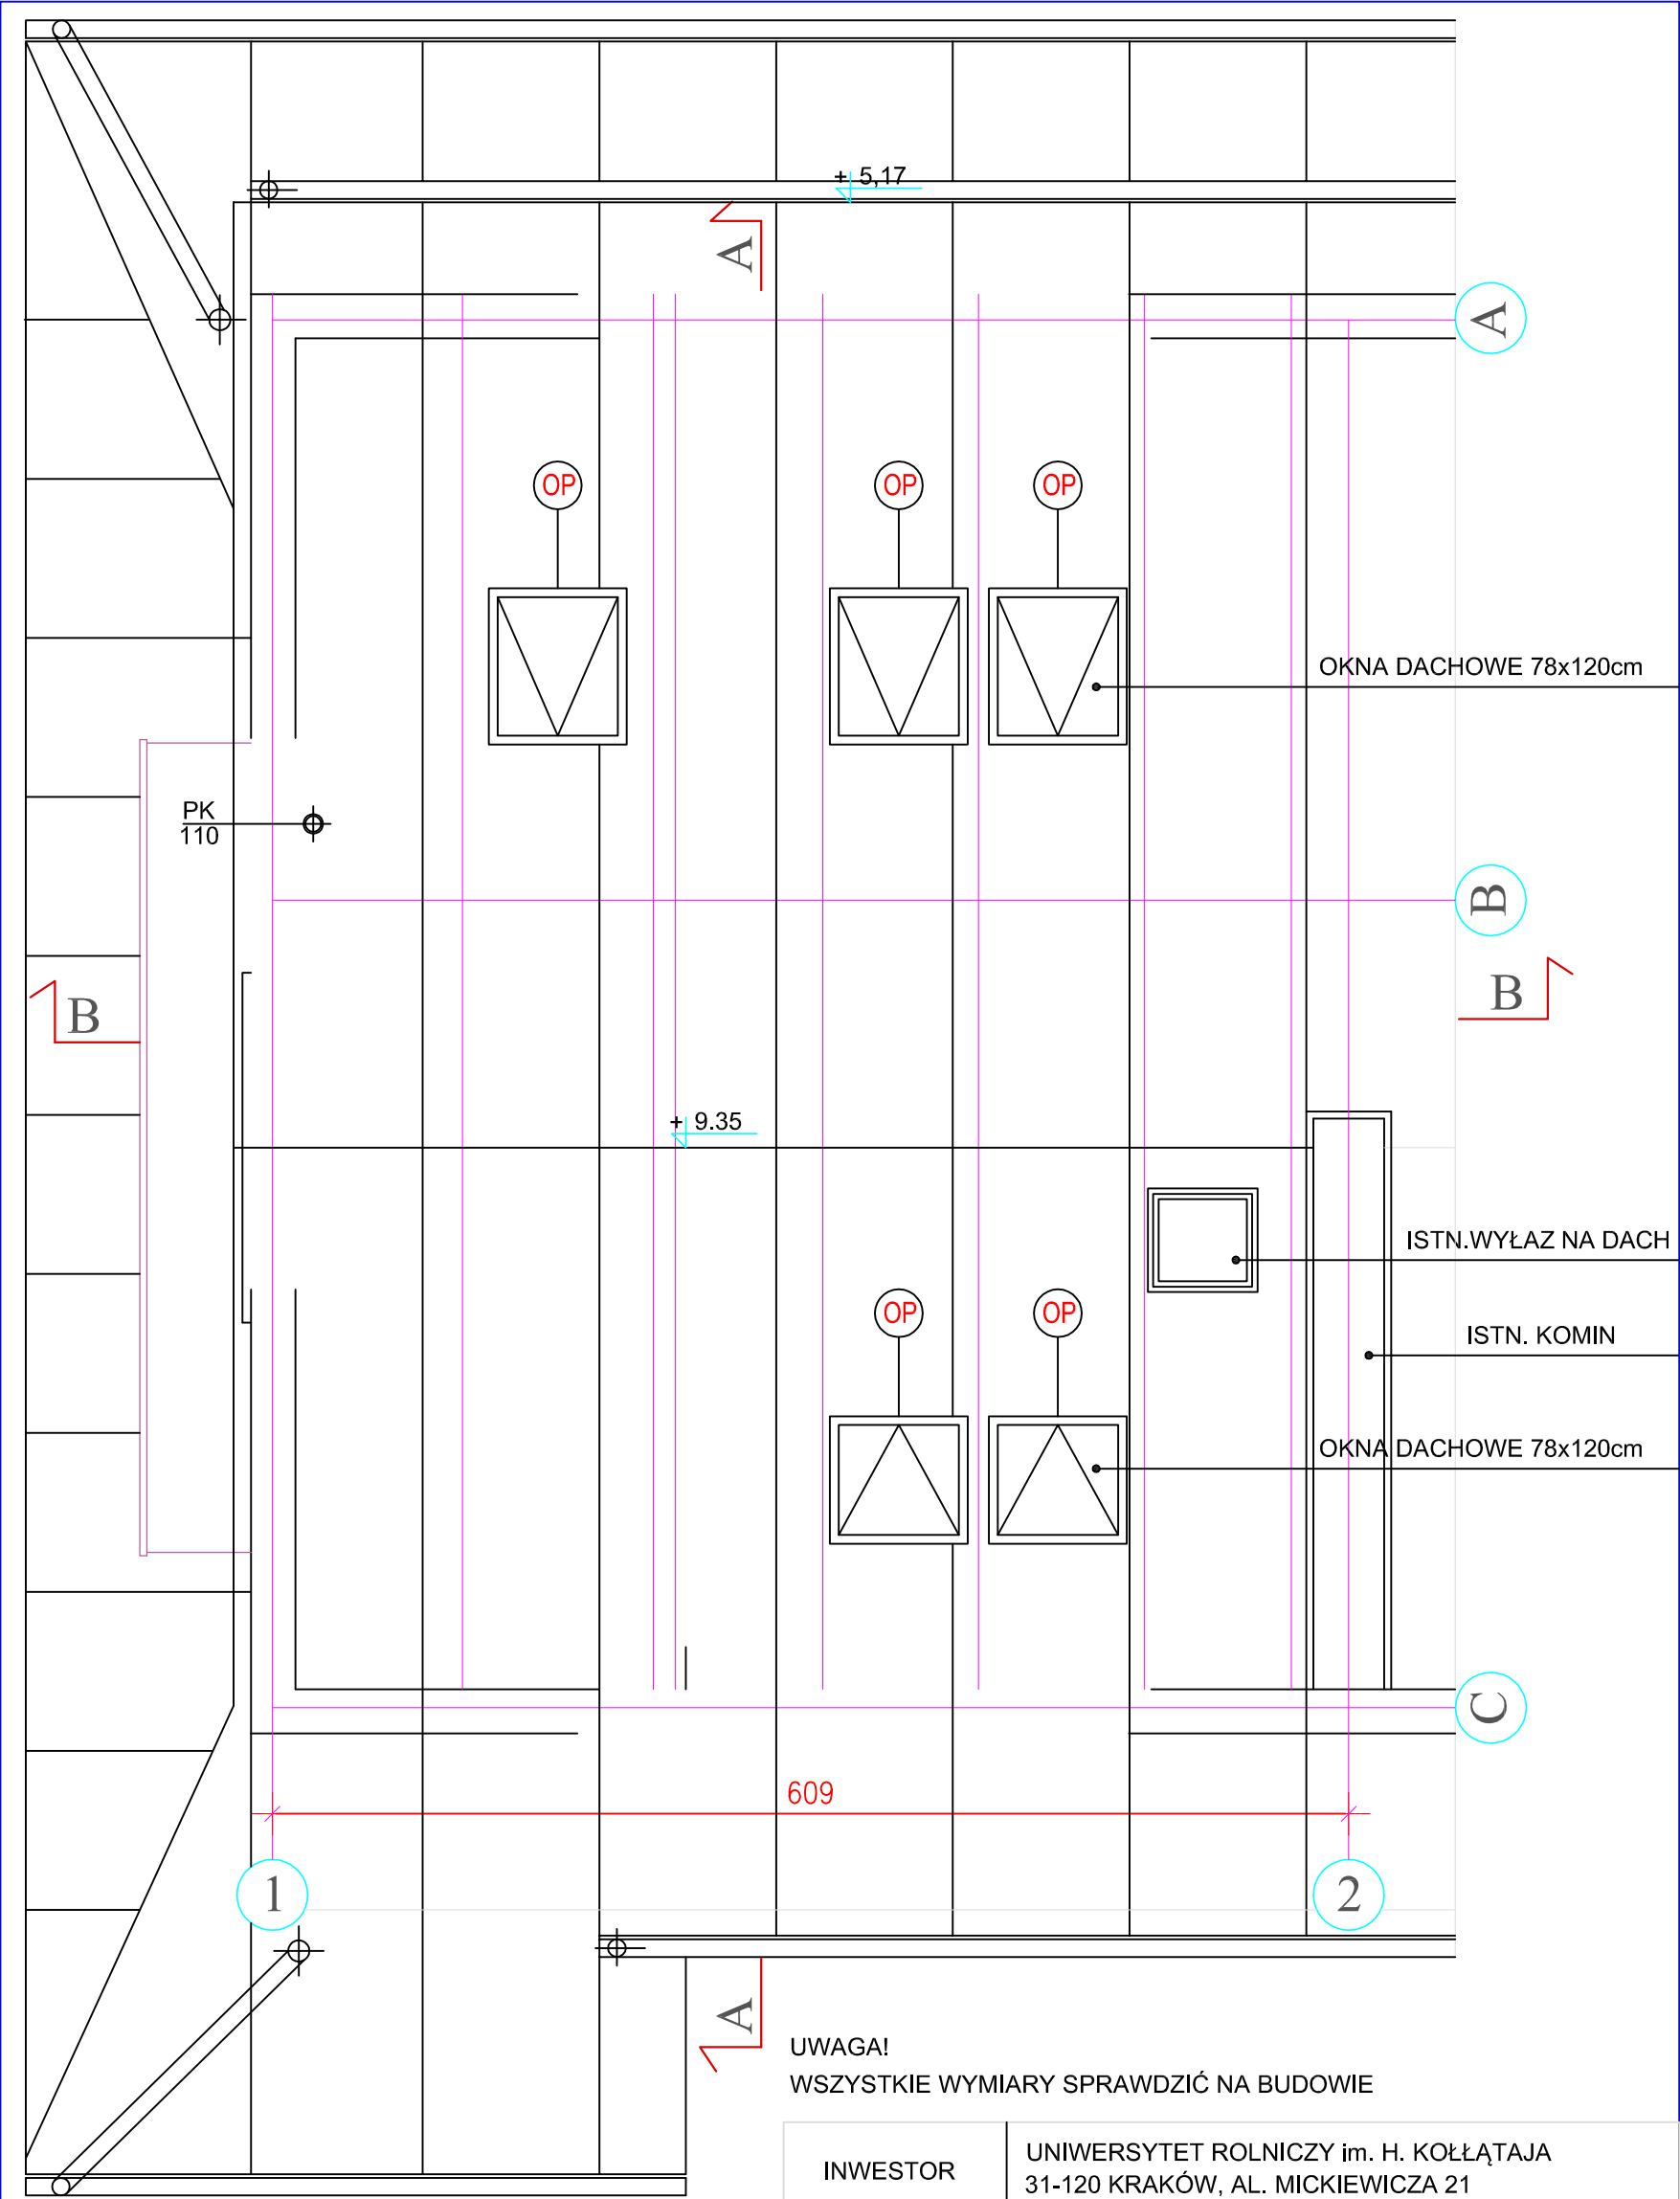 + 5,17
A
A
OP
OP
OP
OKNA DACHOWE 78x120cm
PK
110
B
B
B
+ 9.35
ISTN.WYŁAZ NA DACH
OP
OP
ISTN. KOMIN
OKNA DACHOWE 78x120cm
C
609
1
2
A
UWAGA!
WSZYSTKIE WYMIARY SPRAWDZIĆ NA BUDOWIE
INWESTOR
UNIWERSYTET ROLNICZY im. H. KOŁŁĄTAJA
31-120 KRAKÓW, AL. MICKIEWICZA 21